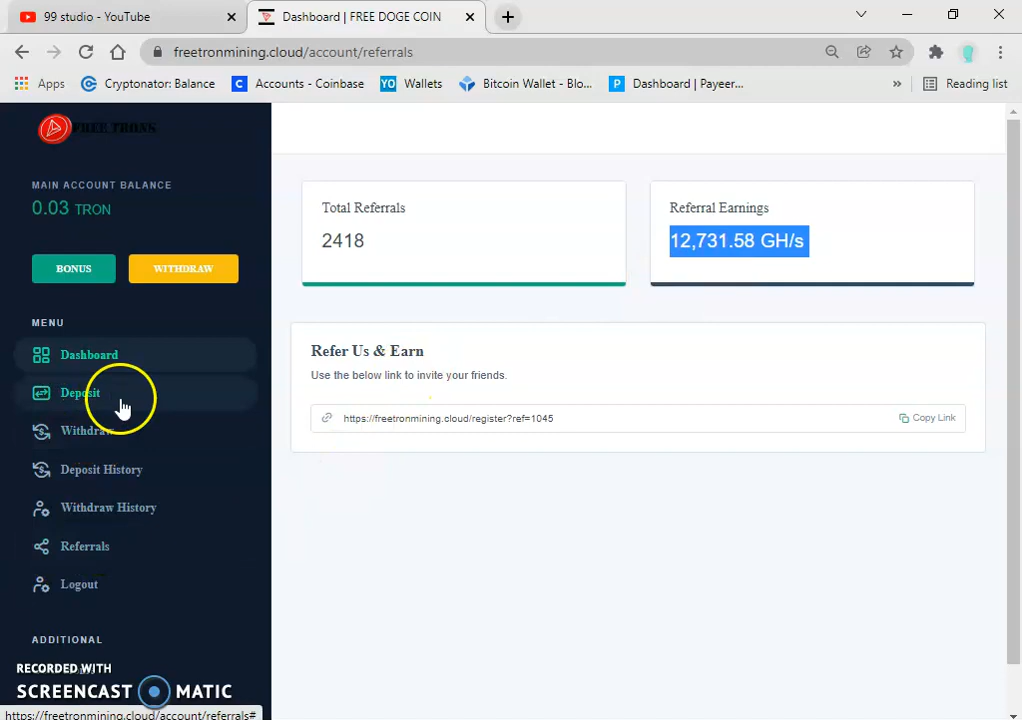 99 studio - YouTube
Dashboard | FREE DOGE COIN
freetronmining.cloud/account/referrals
Apps
Cryptonator: Balance
Accounts - Coinbase
YO Wallets
Bitcoin Wallet - Blo...
P Dashboard | Payeer...
»
Reading list
FREE TRONS
MAIN ACCOUNT BALANCE
0.03 TRON
BONUS
WITHDRAW
MENU
Dashboard
Deposit
Withdraw
Deposit History
Withdraw History
Referrals
Logout
ADDITIONAL
RECORDED WITH
SCREENCAST MATIC
https://freetronmining.cloud/account/referrals#
Total Referrals
2418
Referral Earnings
12,731.58 GH/s
Refer Us & Earn
Use the below link to invite your friends.
https://freetronmining.cloud/register?ref=1045
Copy Link